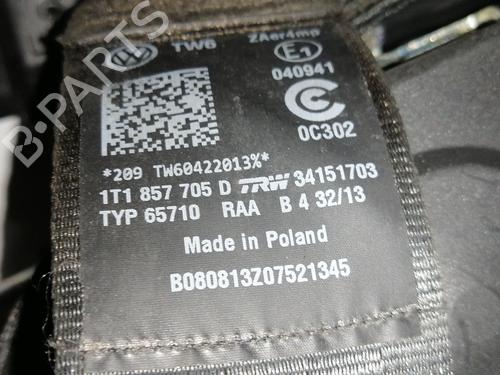 TW6 ZAer4mp
E1
040941
C
0C302
*209 TW60422013%*
1T1 857 705 D TRW 34151703
TYP 65710 RAA B 4 32/13
Made in Poland
B080813Z07521345
B-PARTS